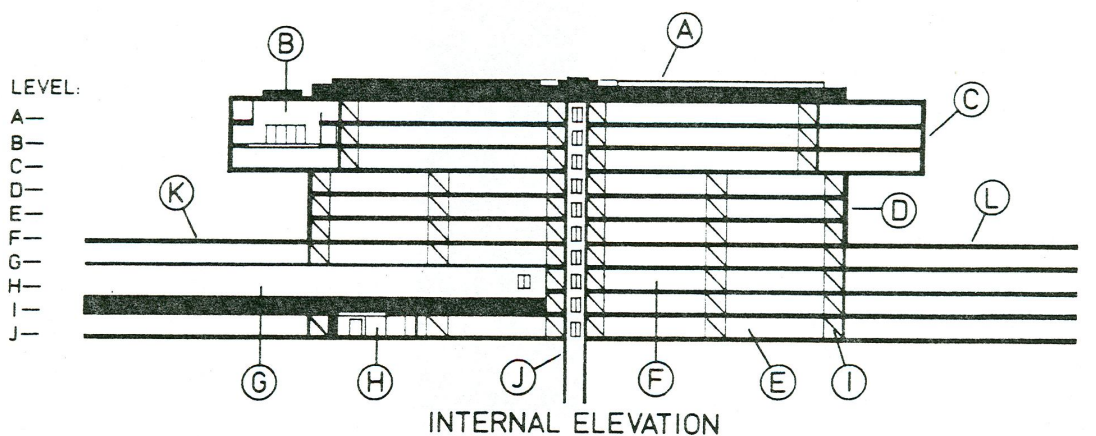 A
B
LEVEL:
C
A—
B—
C—
K
D—
L
D
E—
F—
G—
H—
I—
J—
G
H
J
F
E
I
INTERNAL ELEVATION